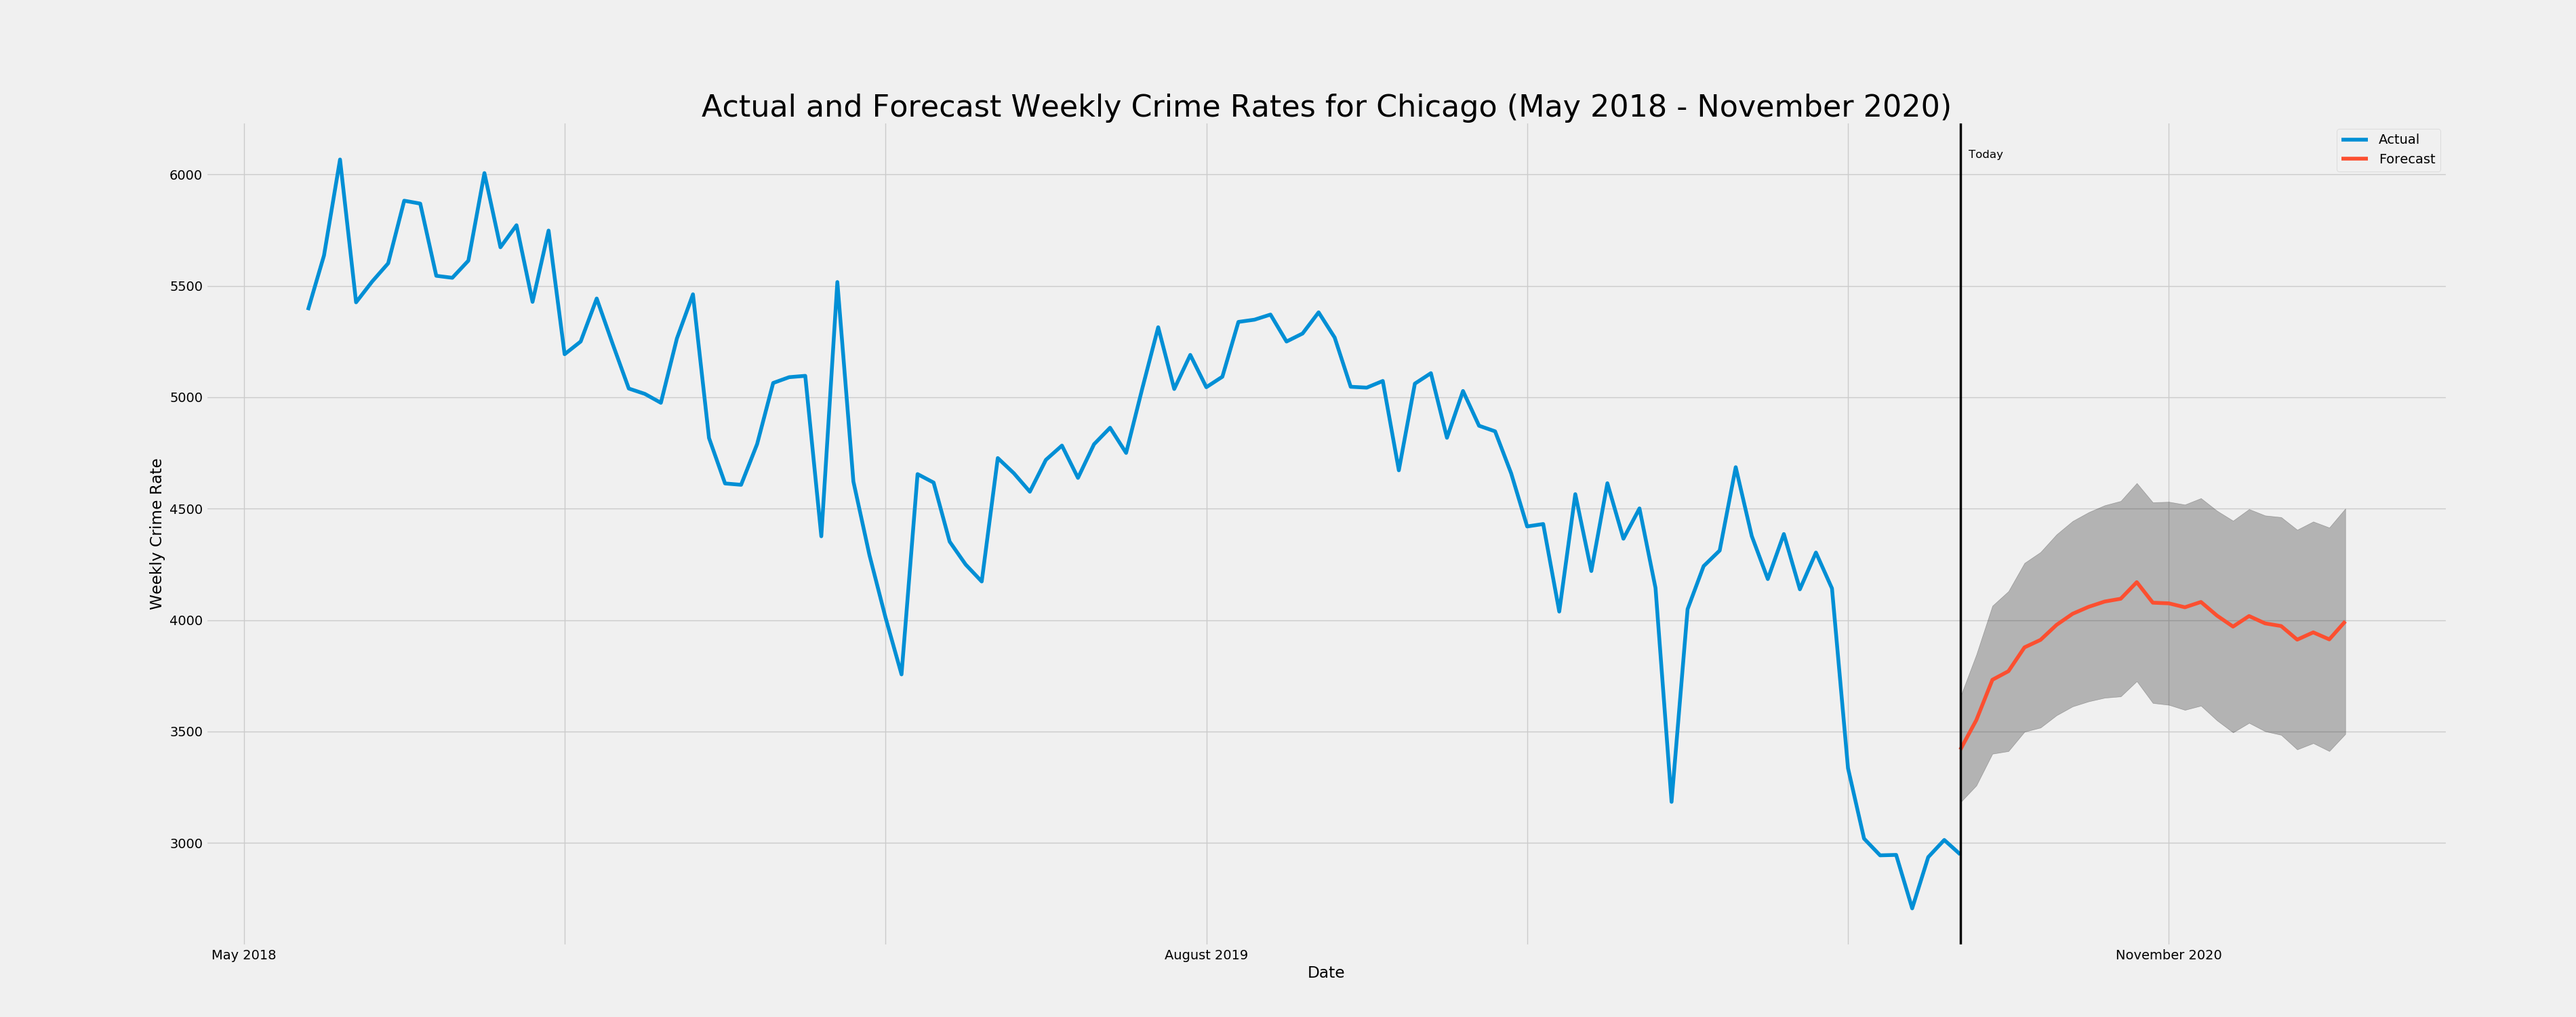 Actual and Forecast Weekly Crime Rates for Chicago (May 2018 - November 2020)
Today
Actual
Forecast
6000
5500
5000
4500
4000
3500
3000
Weekly Crime Rate
May 2018
August 2019
November 2020
Date